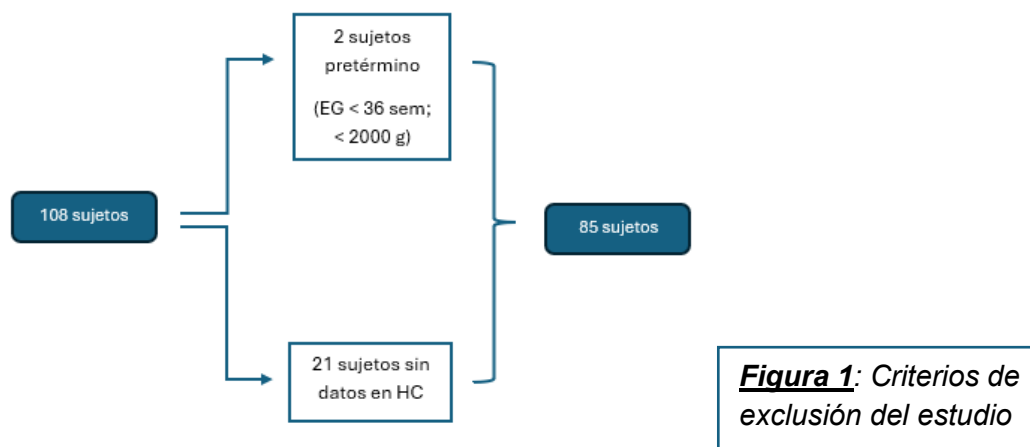 2 sujetos
pretérmino
(EG < 36 sem;
< 2000 g)
108 sujetos
85 sujetos
21 sujetos sin
datos en HC
Figura 1: Criterios de
exclusión del estudio